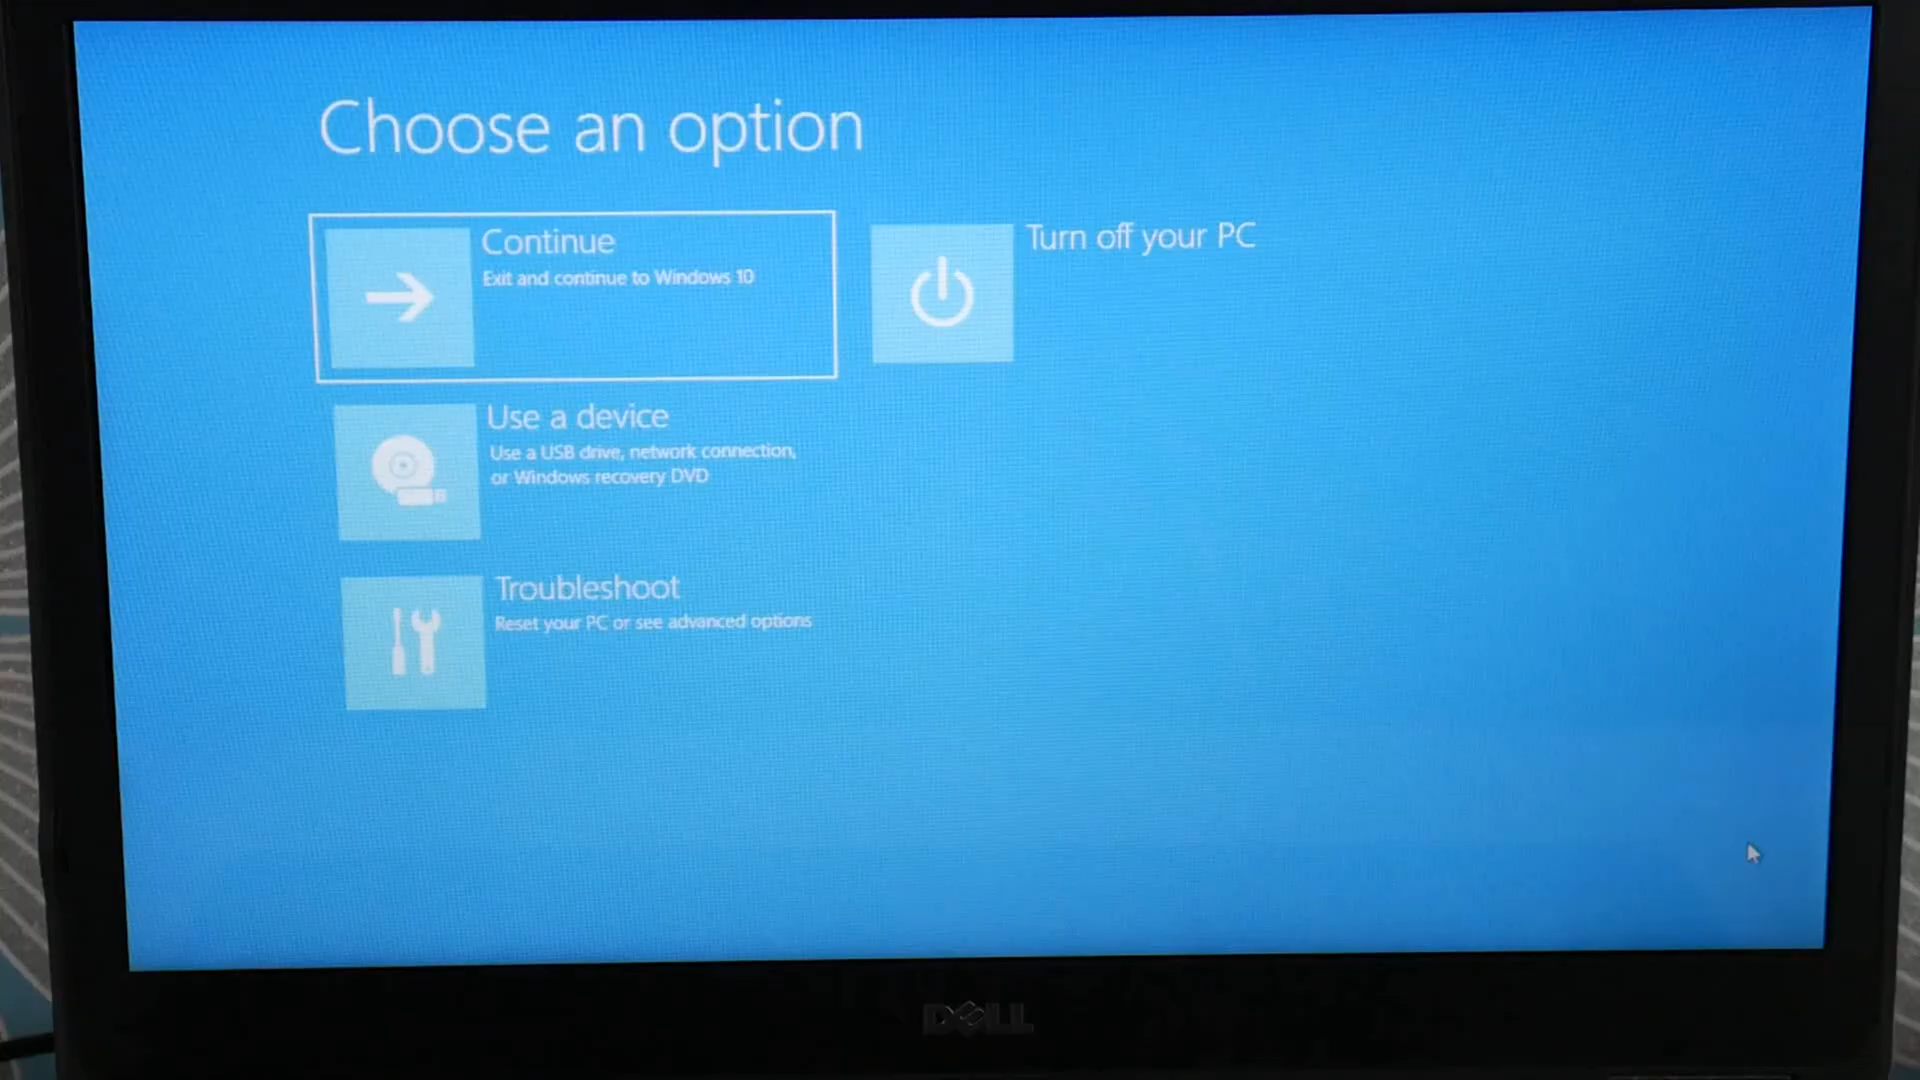 Choose an option
Continue
Exit and continue to Windows 10
Turn off your PC
Use a device
Use a USB drive, network connection,
or Windows recovery DVD
Troubleshoot
Reset your PC or see advanced options
DELL